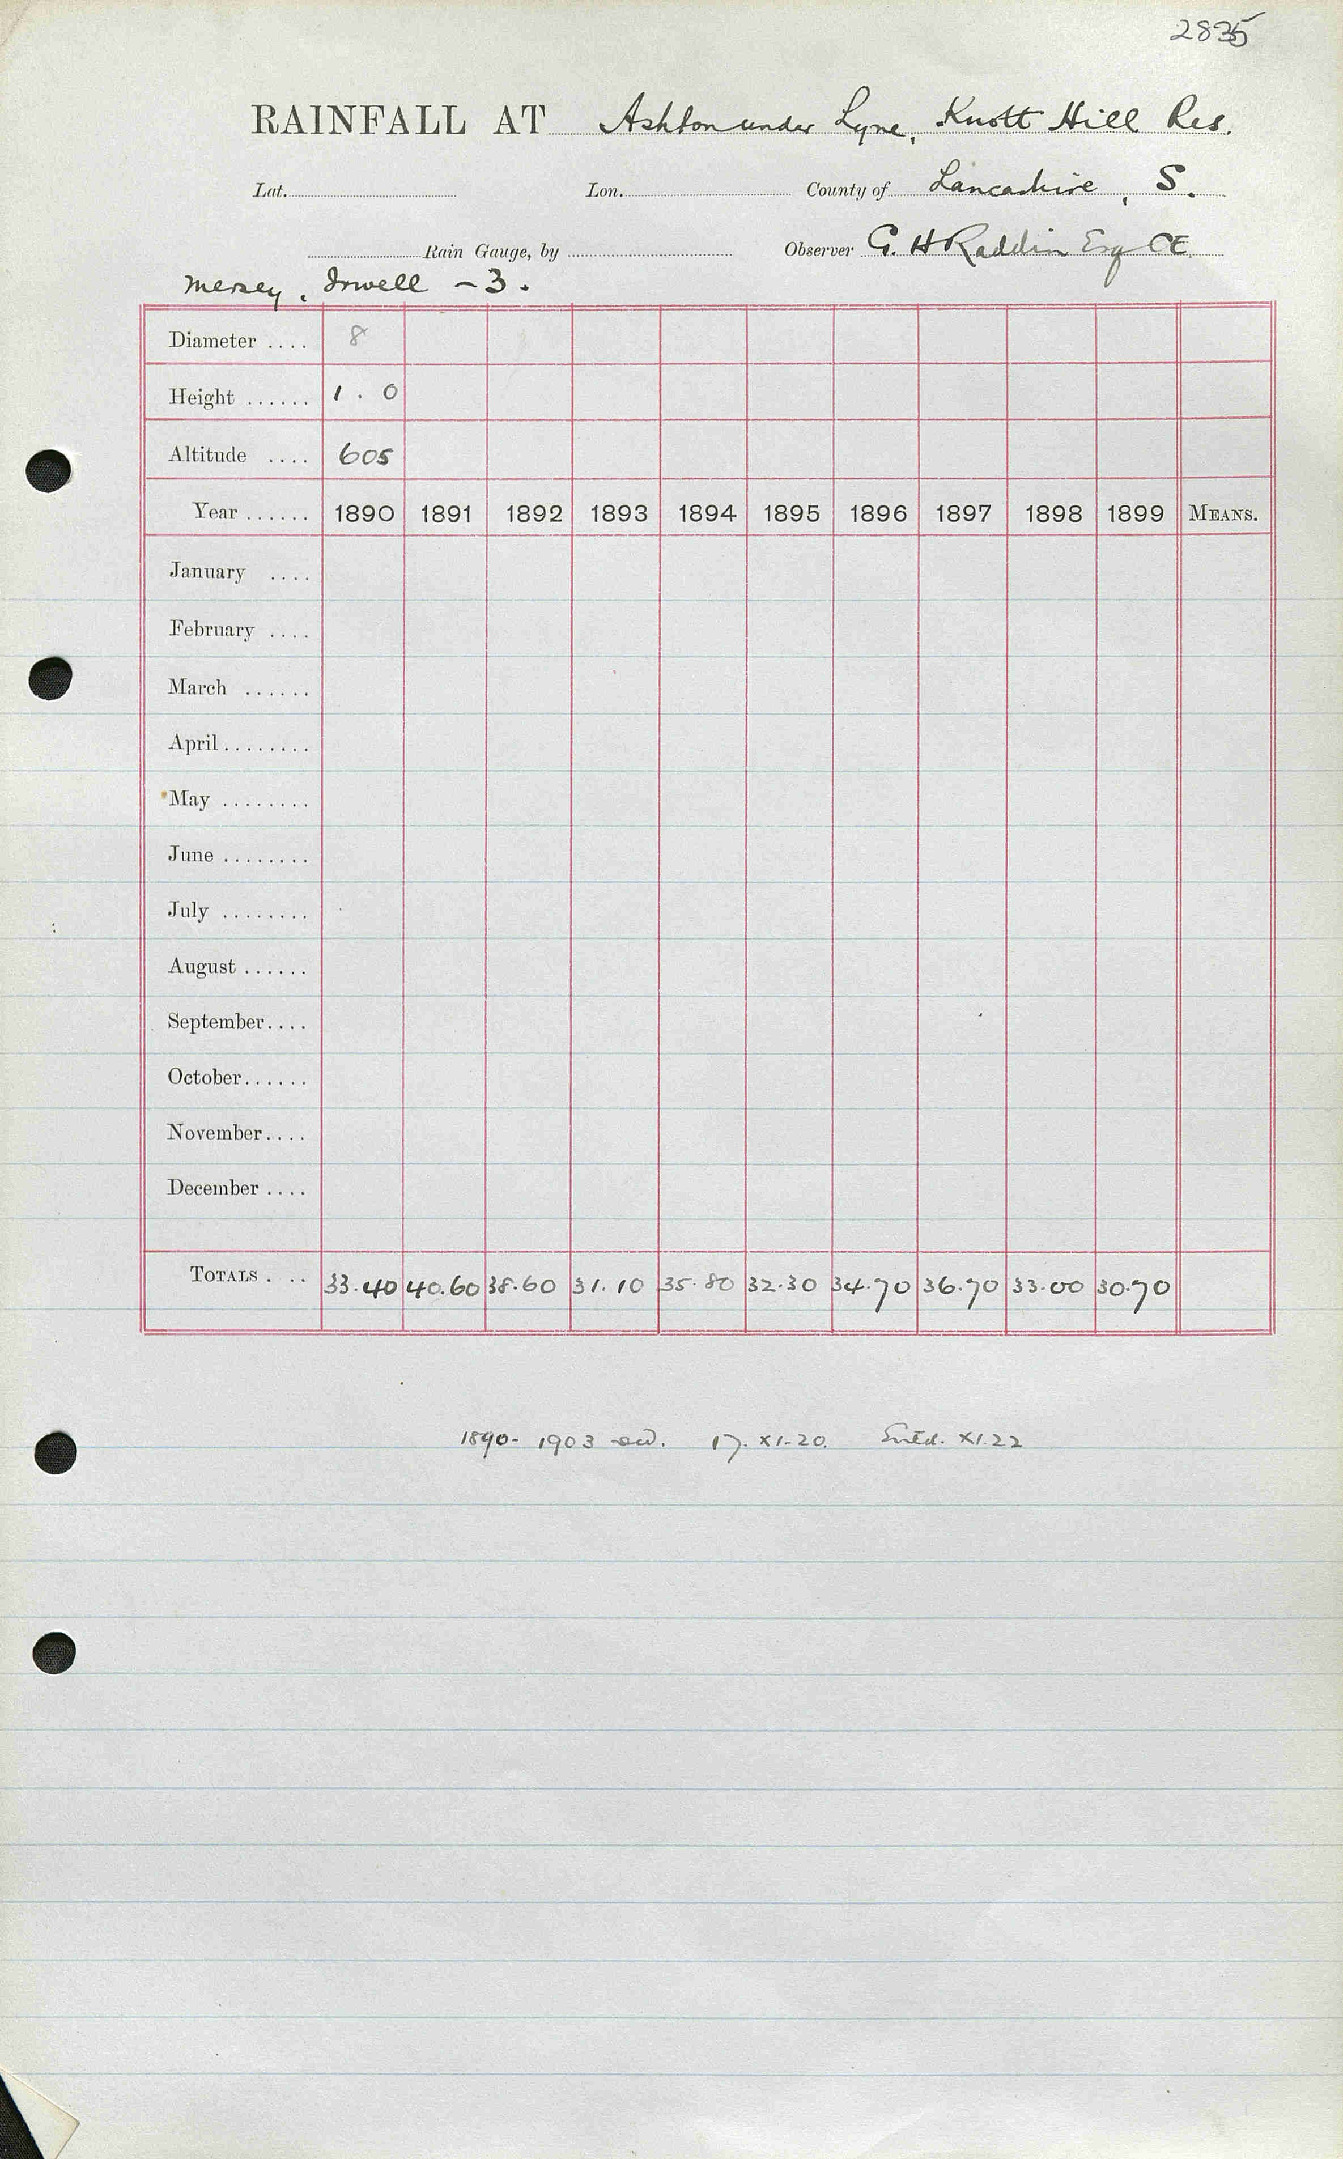 2835
RAINFALL AT Ashton under Lyne, Knott Hill Res.
Lat. Lon. County of Lancashire, S.
Rain Gauge, by Observer G. H. Raddin Esq CE.
Mersey, Irwell - 3.
Diameter .... 8
Height ...... 1 . 0
Altitude .... 605
Year ...... 1890 1891 1892 1893 1894 1895 1896 1897 1898 1899 MEANS.
January ....
February ....
March ......
April ........
May ........
June ........
July ........
August ......
September....
October......
November....
December ....
TOTALS . .. 33.40 40.60 38.60 31.10 35.80 32.30 34.70 36.70 33.00 30.70
1890- 1903 17.XI.20. Entd. XI.22